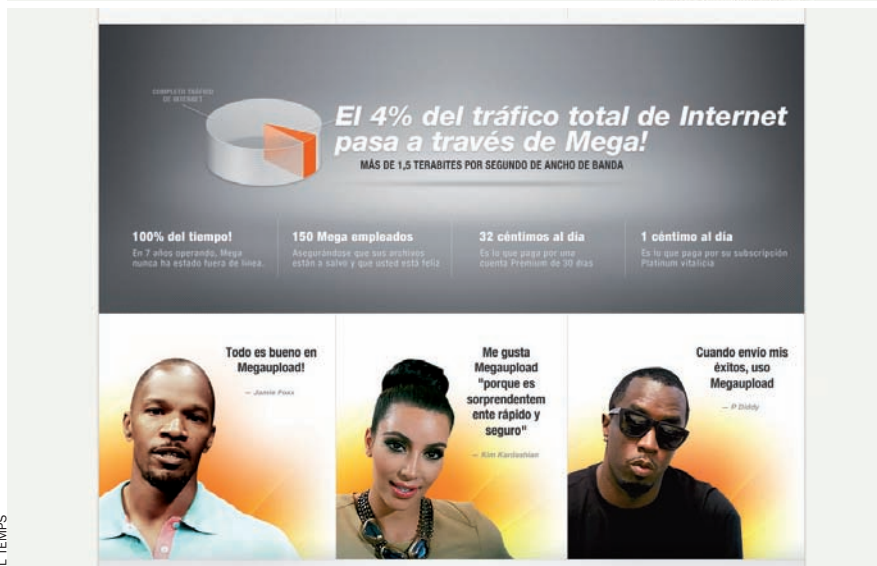 COMPLETO TRÁFICO
DE INTERNET
El 4% del tráfico total de Internet
pasa a través de Mega!
MÁS DE 1,5 TERABITES POR SEGUNDO DE ANCHO DE BANDA
100% del tiempo!
En 7 años operando, Mega
nunca ha estado fuera de línea.
150 Mega empleados
Asegurándose que sus archivos
están a salvo y que usted está feliz
32 céntimos al día
Es lo que paga por una
cuenta Premium de 30 días
1 céntimo al día
Es lo que paga por su subscripción
Platinum vitalicia
Todo es bueno en
Megaupload!
— Jamie Foxx
Me gusta
Megaupload
"porque es
sorprendentem
ente rápido y
seguro"
— Kim Kardashian
Cuando envío mis
éxitos, uso
Megaupload
— P Diddy
L TEMPS